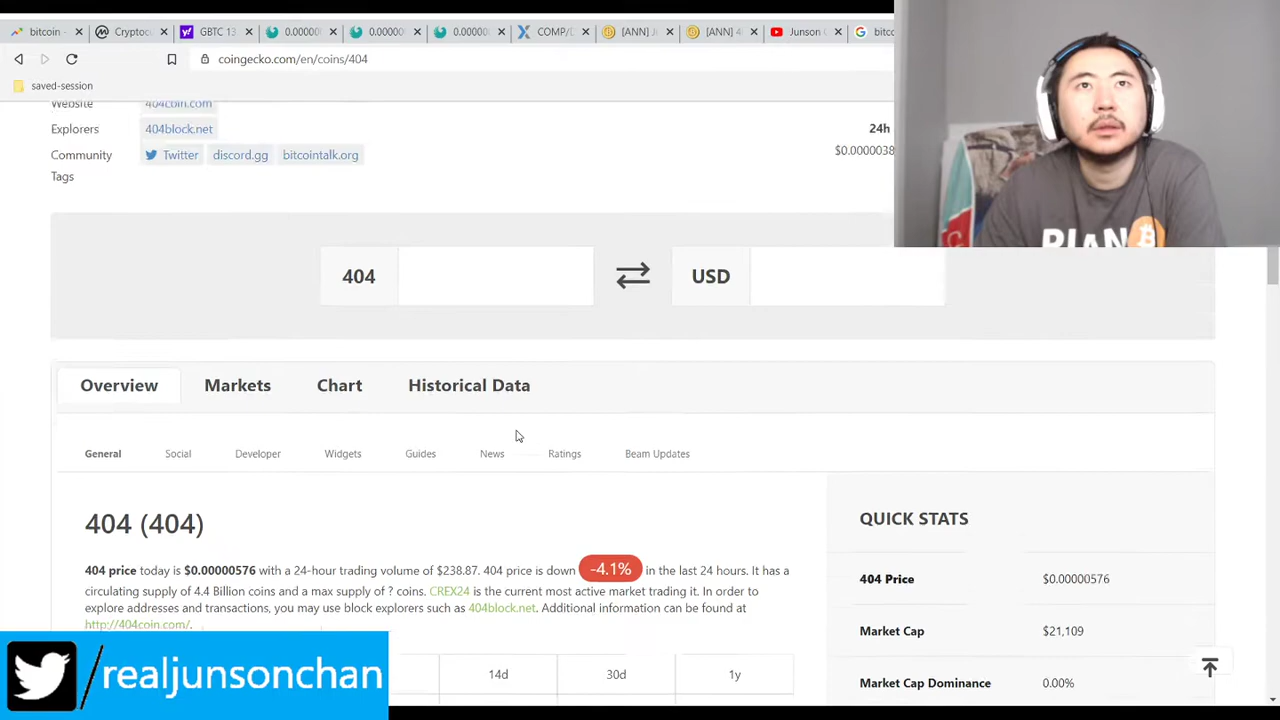 bitcoin - Cryptoc GBTC 13. 0.00000 0.00000 0.00000 COMP/ [ANN] J [ANN] 4 Junson bitc
coingecko.com/en/coins/404
saved-session
Website 404coin.com
Explorers 404block.net
24h
Community Twitter discord.gg bitcointalk.org
$0.0000038
Tags
404 USD
Overview Markets Chart Historical Data
General Social Developer Widgets Guides News Ratings Beam Updates
404 (404)
QUICK STATS
404 price today is $0.00000576 with a 24-hour trading volume of $238.87. 404 price is down -4.1% in the last 24 hours. It has a
circulating supply of 4.4 Billion coins and a max supply of ? coins. CREX24 is the current most active market trading it. In order to
explore addresses and transactions, you may use block explorers such as 404block.net. Additional information can be found at
http://404coin.com/.
404 Price $0.00000576
Market Cap $21,109
Market Cap Dominance 0.00%
14d 30d 1y
/realjunsonchan